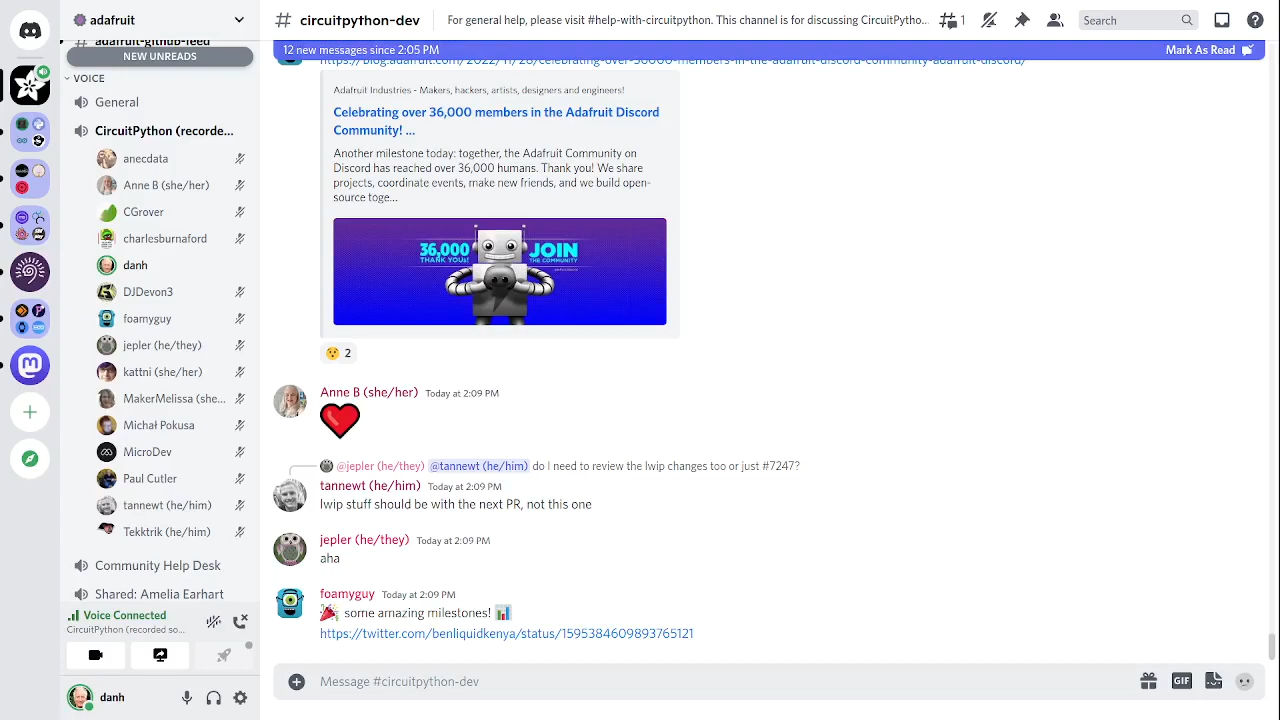 adafruit
# circuitpython-dev
For general help, please visit #help-with-circuitpython. This channel is for discussing CircuitPytho...
1
Search
adafruit-github-feed
NEW UNREADS
VOICE
General
CircuitPython (recorde...
anecdata
Anne B (she/her)
CGrover
charlesburnaford
danh
DJDevon3
foamyguy
jepler (he/they)
kattni (she/her)
MakerMelissa (she...
Michał Pokusa
MicroDev
Paul Cutler
tannewt (he/him)
Tekktrik (he/him)
Community Help Desk
Shared: Amelia Earhart
Voice Connected
CircuitPython (recorded so...
danh
12 new messages since 2:05 PM
Mark As Read
https://blog.adafruit.com/2022/11/28/celebrating-over-36000-members-in-the-adafruit-discord-community-adafruit-discord/
Adafruit Industries - Makers, hackers, artists, designers and engineers!
Celebrating over 36,000 members in the Adafruit Discord
Community! ...
Another milestone today: together, the Adafruit Community on
Discord has reached over 36,000 humans. Thank you! We share
projects, coordinate events, make new friends, and we build open-
source toge...
36,000
THANK YOUs!
JOIN
THE COMMUNITY
2
Anne B (she/her) Today at 2:09 PM
@jepler (he/they) @tannewt (he/him) do I need to review the lwip changes too or just #7247?
tannewt (he/him) Today at 2:09 PM
lwip stuff should be with the next PR, not this one
jepler (he/they) Today at 2:09 PM
aha
foamyguy Today at 2:09 PM
some amazing milestones!
https://twitter.com/benliquidkenya/status/1595384609893765121
Message #circuitpython-dev
GIF